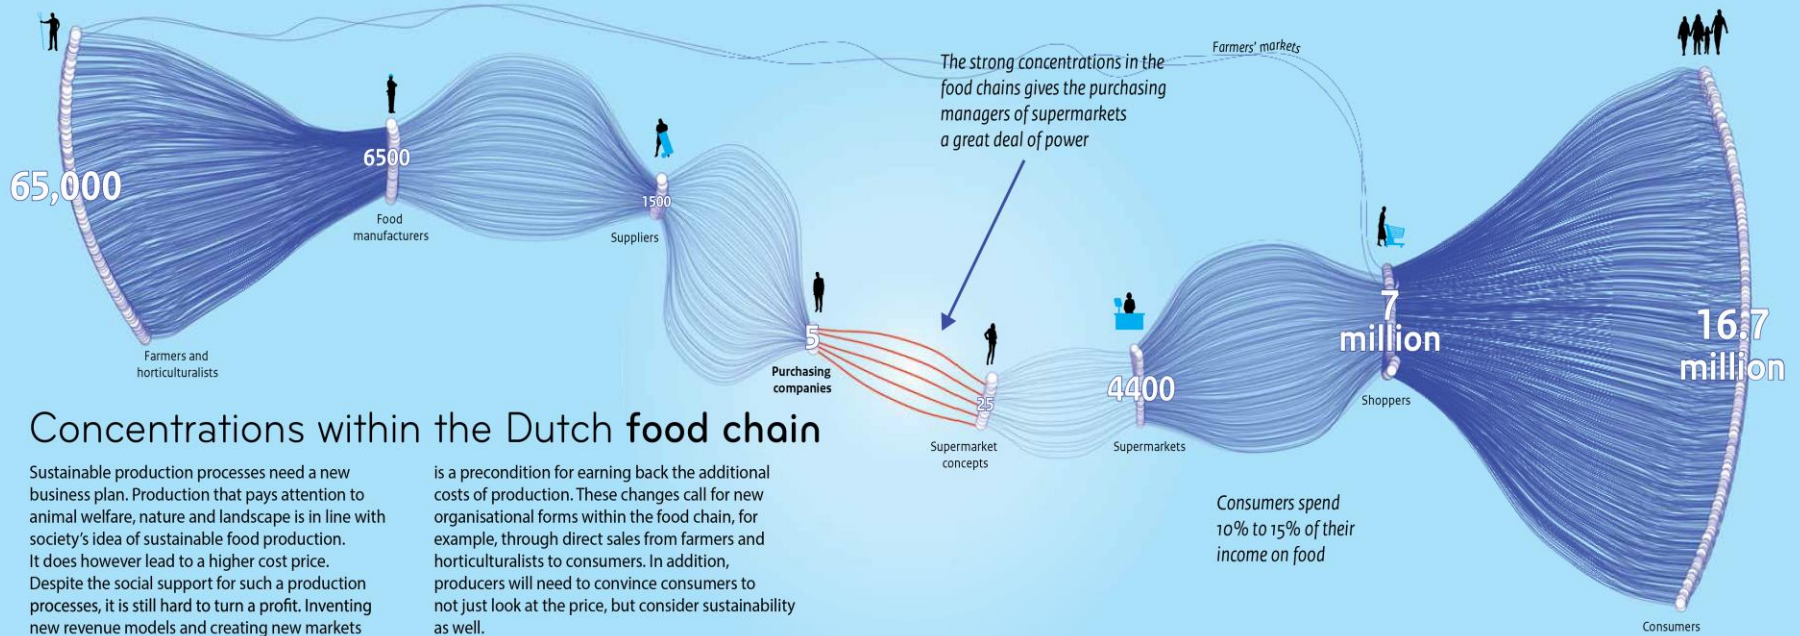 Farmers' markets
The strong concentrations in the
food chains gives the purchasing
managers of supermarkets
a great deal of power
65,000
Farmers and
horticulturalists
6500
Food
manufacturers
1500
Suppliers
5
Purchasing
companies
25
Supermarket
concepts
4400
Supermarkets
7
million
Shoppers
16.7
million
Consumers
Consumers spend
10% to 15% of their
income on food
Concentrations within the Dutch food chain
Sustainable production processes need a new
business plan. Production that pays attention to
animal welfare, nature and landscape is in line with
society's idea of sustainable food production.
It does however lead to a higher cost price.
Despite the social support for such a production
processes, it is still hard to turn a profit. Inventing
new revenue models and creating new markets
is a precondition for earning back the additional
costs of production. These changes call for new
organisational forms within the food chain, for
example, through direct sales from farmers and
horticulturalists to consumers. In addition,
producers will need to convince consumers to
not just look at the price, but consider sustainability
as well.